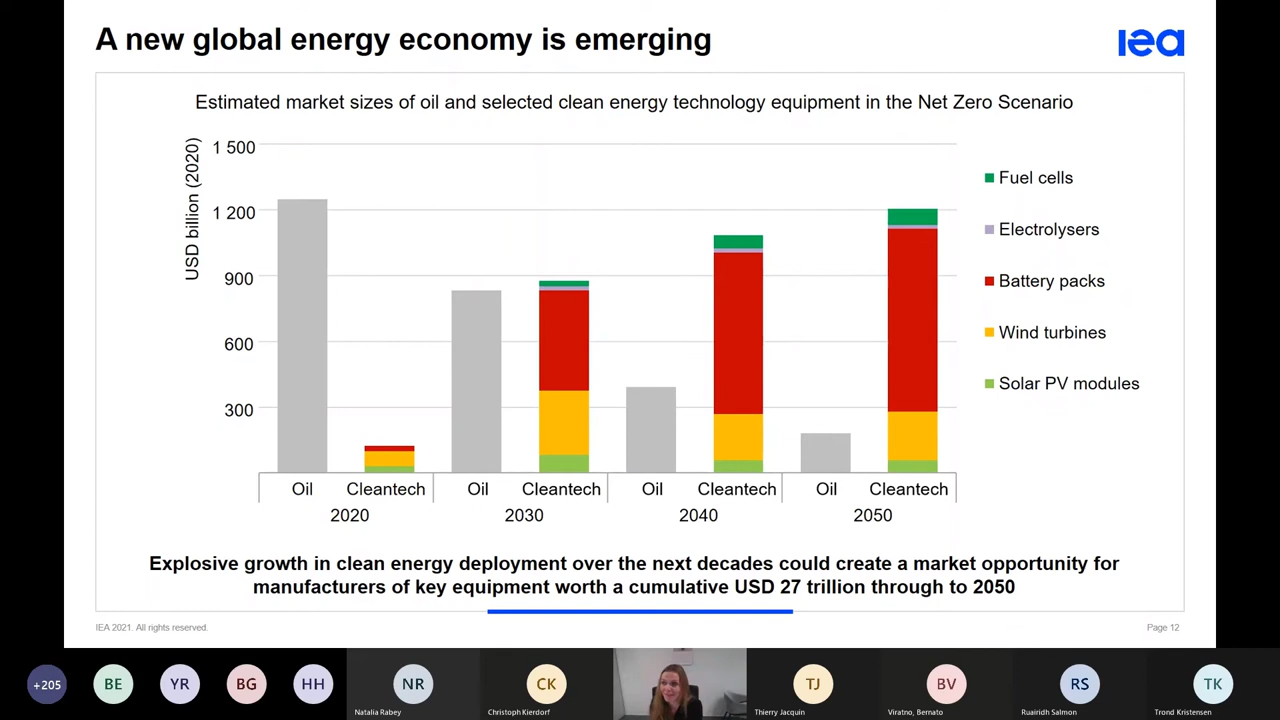 A new global energy economy is emerging
iea
Estimated market sizes of oil and selected clean energy technology equipment in the Net Zero Scenario
USD billion (2020)
1 500
1 200
900
600
300
Fuel cells
Electrolysers
Battery packs
Wind turbines
Solar PV modules
Oil Cleantech Oil Cleantech Oil Cleantech Oil Cleantech
2020 2030 2040 2050
Explosive growth in clean energy deployment over the next decades could create a market opportunity for
manufacturers of key equipment worth a cumulative USD 27 trillion through to 2050
IEA 2021. All rights reserved.
Page 12
+205 BE YR BG HH NR CK TJ BV RS TK
Natalia Rabey Christoph Kierdorf Thierry Jacquin Viratno, Bernato Ruairidh Salmon Trond Kristensen